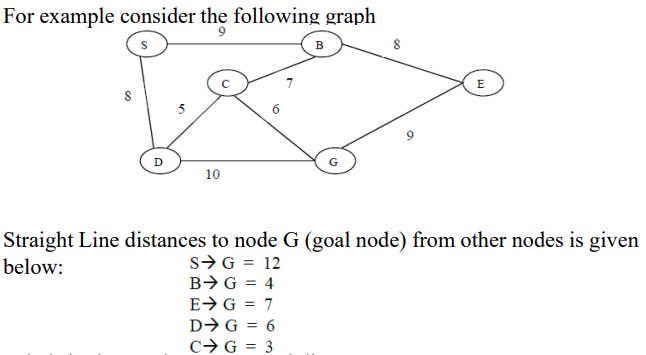 For example consider the following graph
9
S
B
8
C
7
E
8
5
6
9
D
G
10
Straight Line distances to node G (goal node) from other nodes is given
below:
S→ G = 12
B→ G = 4
E→ G = 7
D→ G = 6
C→ G = 3